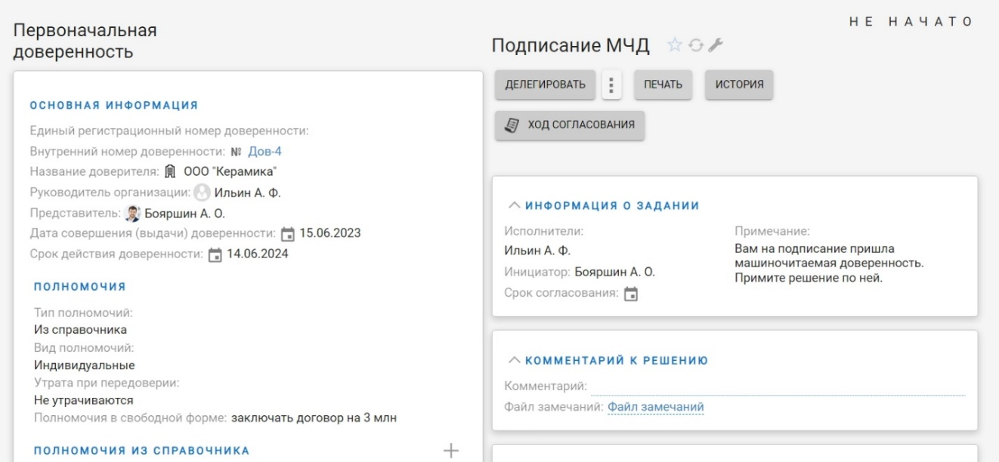 Первоначальная
доверенность
ОСНОВНАЯ ИНФОРМАЦИЯ
Единый регистрационный номер доверенности:
Внутренний номер доверенности: № Дов-4
Название доверителя: ООО "Керамика"
Руководитель организации: Ильин А. Ф.
Представитель: Бояршин А. О.
Дата совершения (выдачи) доверенности: 15.06.2023
Срок действия доверенности: 14.06.2024
ПОЛНОМОЧИЯ
Тип полномочий:
Из справочника
Вид полномочий:
Индивидуальные
Утрата при передоверии:
Не утрачиваются
Полномочия в свободной форме: заключать договор на 3 млн
ПОЛНОМОЧИЯ ИЗ СПРАВОЧНИКА
НЕ НАЧАТО
Подписание МЧД
ДЕЛЕГИРОВАТЬ ПЕЧАТЬ ИСТОРИЯ
ХОД СОГЛАСОВАНИЯ
ИНФОРМАЦИЯ О ЗАДАНИИ
Исполнители:
Ильин А. Ф.
Инициатор: Бояршин А. О.
Срок согласования:
Примечание:
Вам на подписание пришла
машиночитаемая доверенность.
Примите решение по ней.
КОММЕНТАРИЙ К РЕШЕНИЮ
Комментарий:
Файл замечаний: Файл замечаний